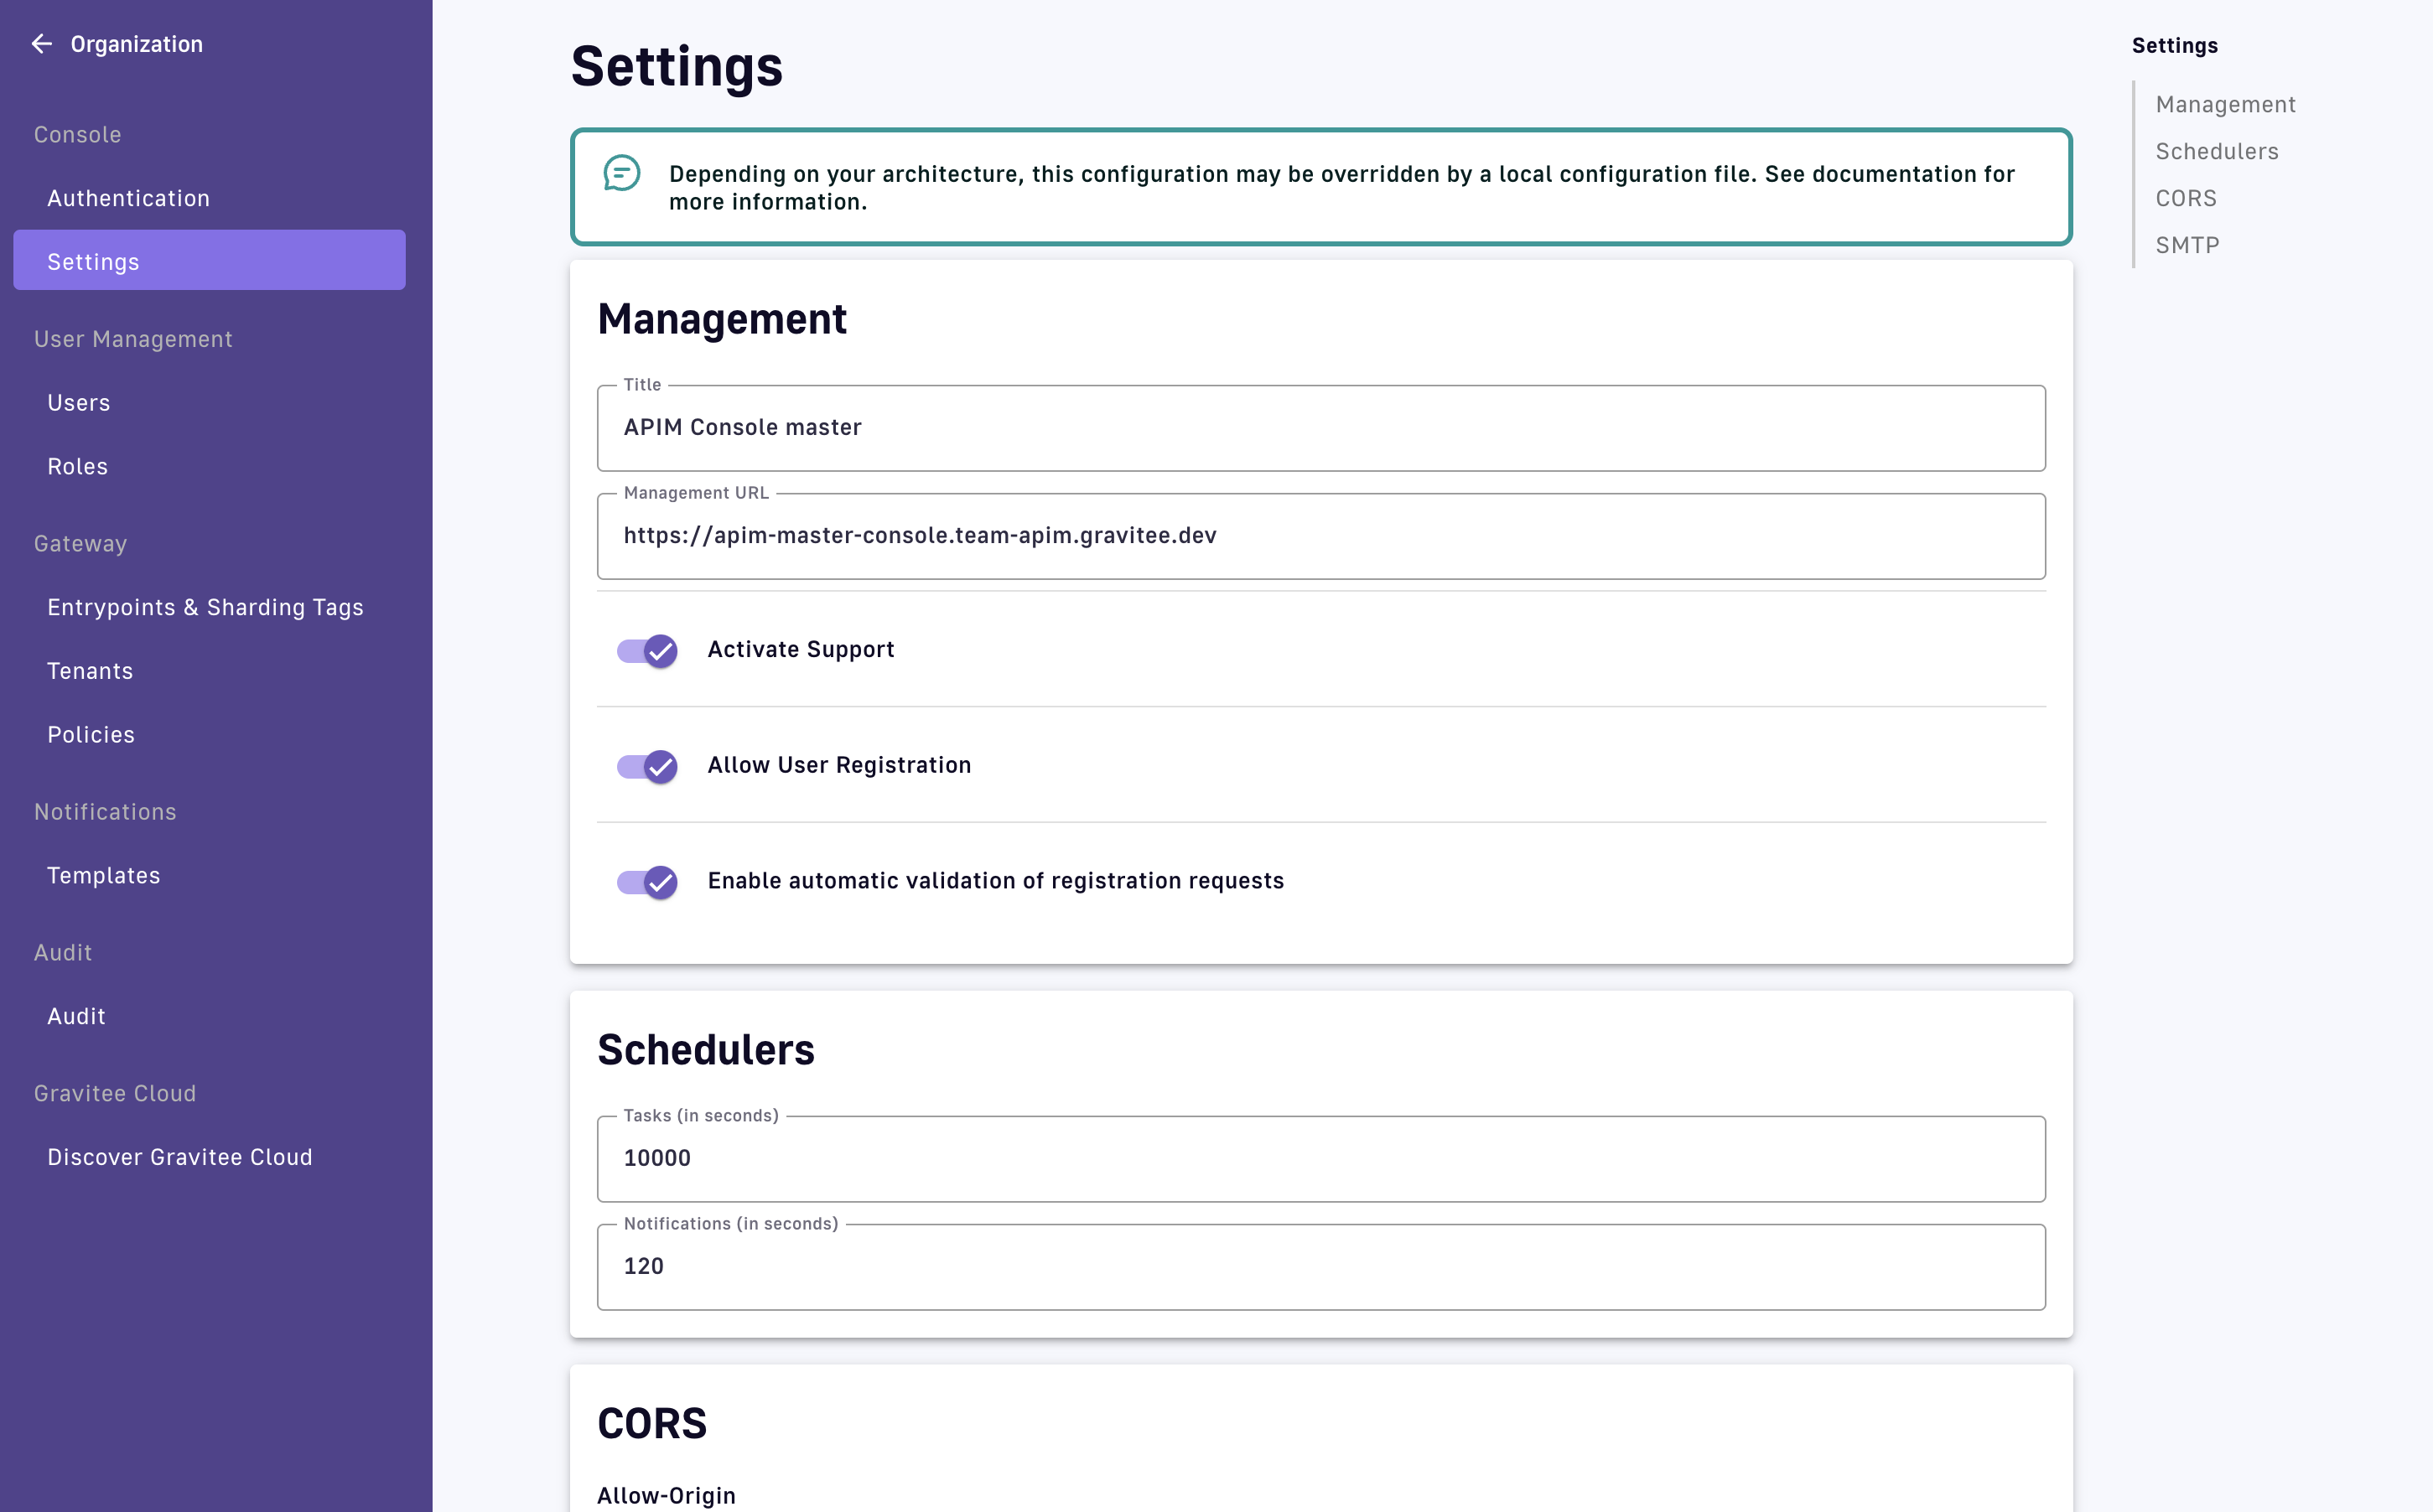 Organization
Console
Authentication
Settings
User Management
Users
Roles
Gateway
Entrypoints & Sharding Tags
Tenants
Policies
Notifications
Templates
Audit
Audit
Gravitee Cloud
Discover Gravitee Cloud
Settings
Depending on your architecture, this configuration may be overridden by a local configuration file. See documentation for
more information.
Management
Title
APIM Console master
Management URL
https://apim-master-console.team-apim.gravitee.dev
Activate Support
Allow User Registration
Enable automatic validation of registration requests
Schedulers
Tasks (in seconds)
10000
Notifications (in seconds)
120
CORS
Allow-Origin
Settings
Management
Schedulers
CORS
SMTP